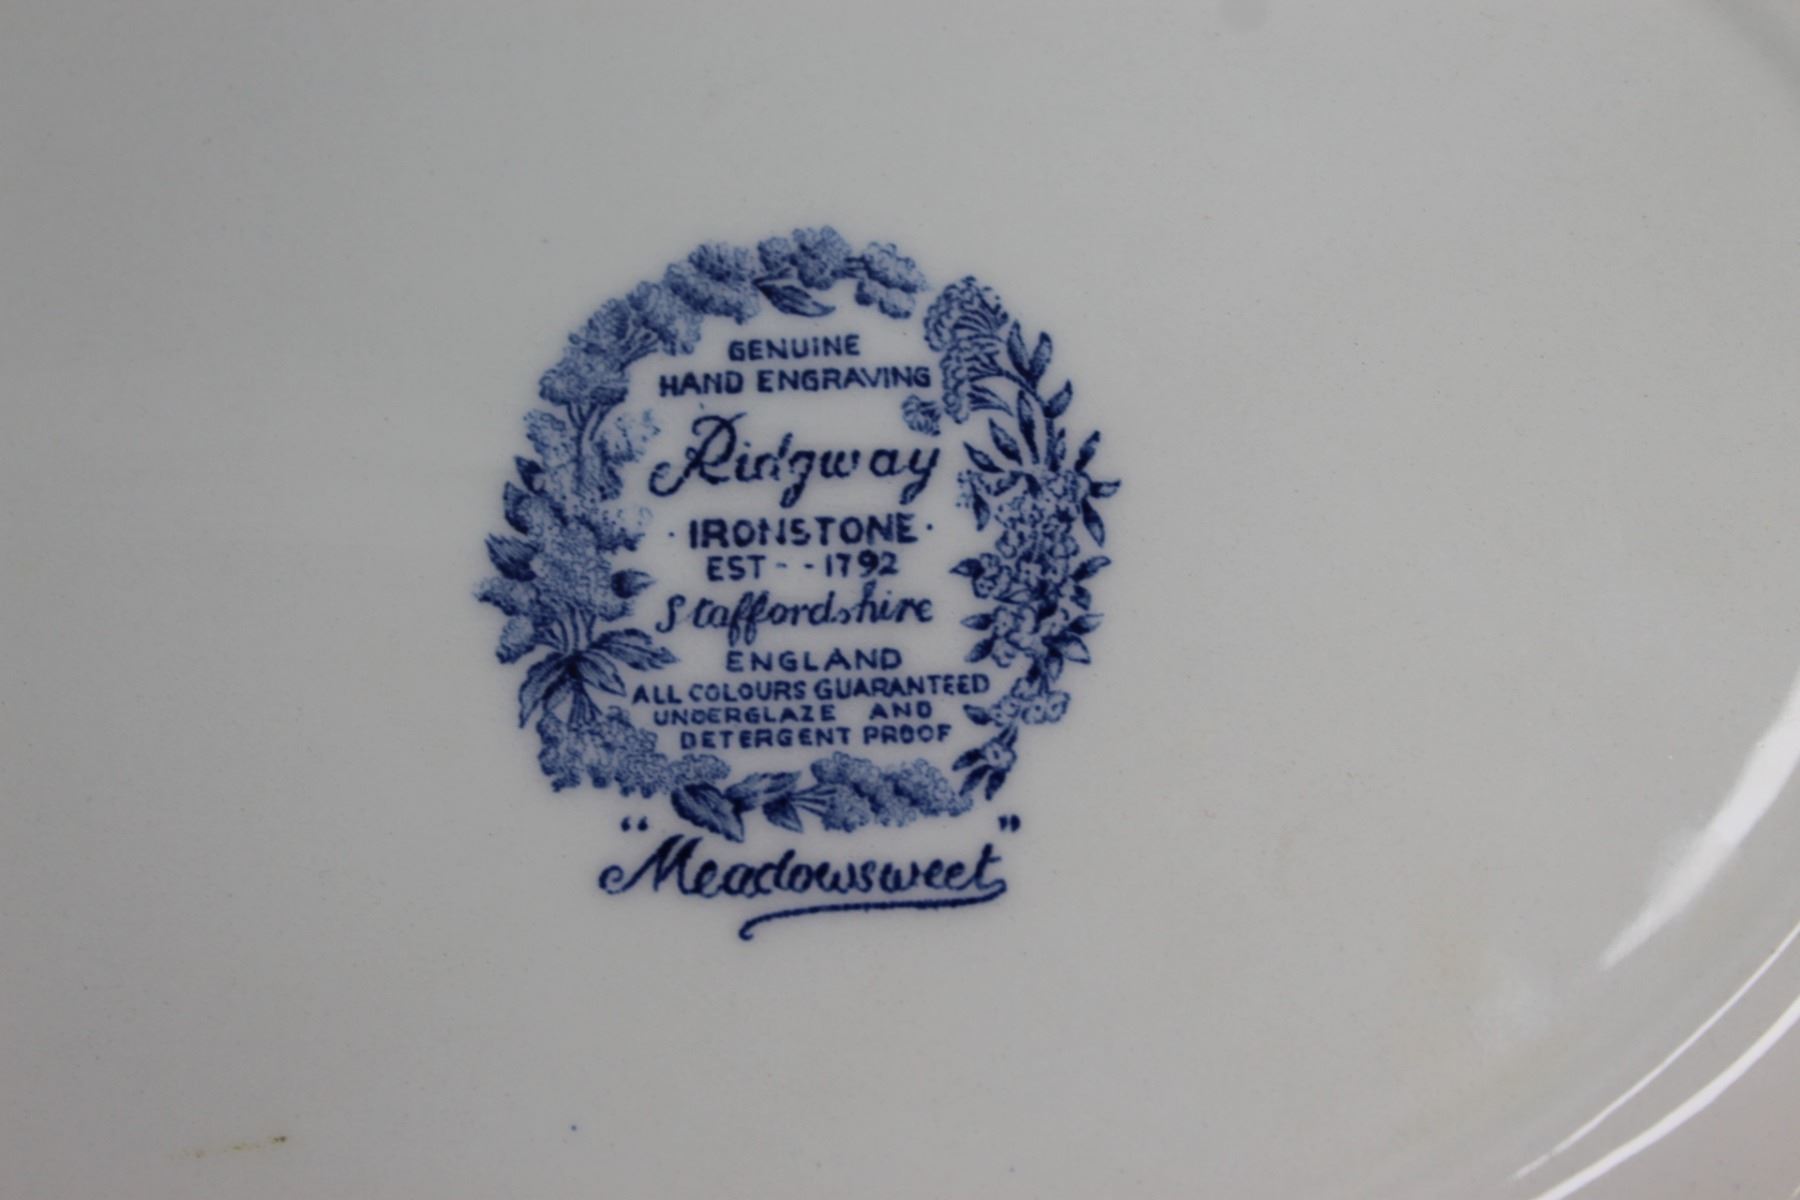 GENUINE
HAND ENGRAVING
Ridgway
· IRONSTONE ·
EST - - 1792
Staffordshire
ENGLAND
ALL COLOURS GUARANTEED
UNDERGLAZE AND
DETERGENT PROOF
“Meadowsweet”